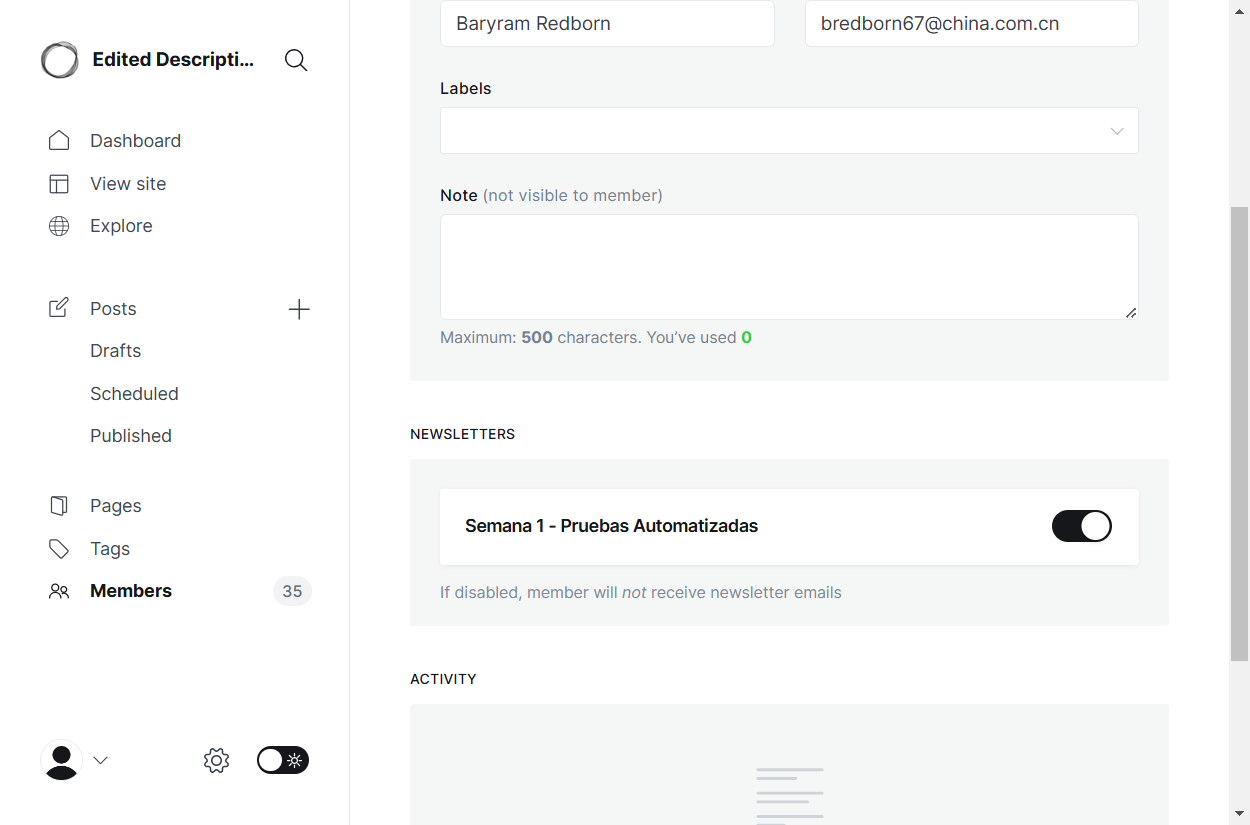 Edited Descripti...
Dashboard
View site
Explore
Posts
Drafts
Scheduled
Published
Pages
Tags
Members 35
Baryram Redborn
bredborn67@china.com.cn
Labels
Note (not visible to member)
Maximum: 500 characters. You’ve used 0
NEWSLETTERS
Semana 1 - Pruebas Automatizadas
If disabled, member will not receive newsletter emails
ACTIVITY